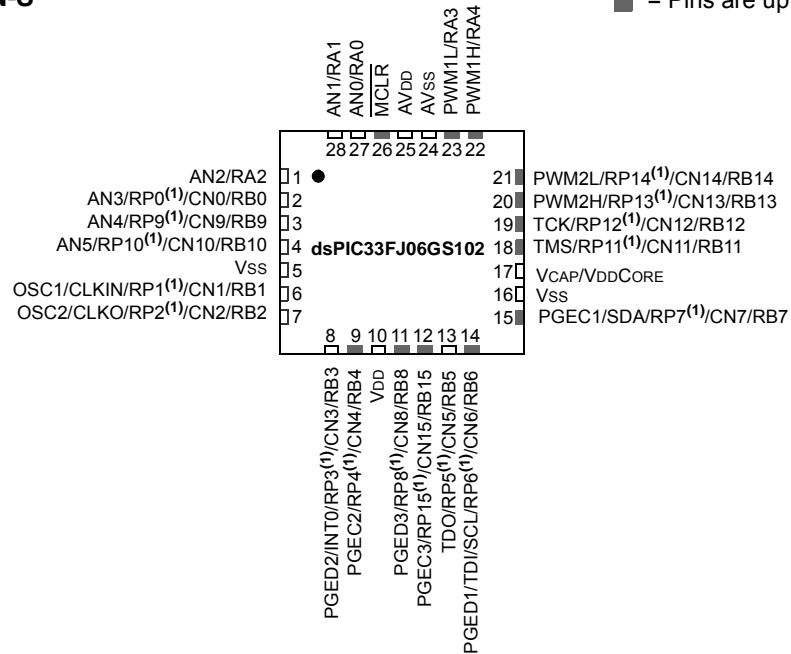 = Pins are up
AN1/RA1
AN0/RA0
MCLR
AVDD
AVSS
PWM1L/RA3
PWM1H/RA4
28 27 26 25 24 23 22
AN2/RA2 1
AN3/RP0(1)/CN0/RB0 2
AN4/RP9(1)/CN9/RB9 3
AN5/RP10(1)/CN10/RB10 4
VSS 5
OSC1/CLKIN/RP1(1)/CN1/RB1 6
OSC2/CLKO/RP2(1)/CN2/RB2 7
dsPIC33FJ06GS102
21 PWM2L/RP14(1)/CN14/RB14
20 PWM2H/RP13(1)/CN13/RB13
19 TCK/RP12(1)/CN12/RB12
18 TMS/RP11(1)/CN11/RB11
17 VCAP/VDDCORE
16 VSS
15 PGEC1/SDA/RP7(1)/CN7/RB7
8 9 10 11 12 13 14
PGED2/INT0/RP3(1)/CN3/RB3
PGEC2/RP4(1)/CN4/RB4
VDD
PGED3/RP8(1)/CN8/RB8
PGEC3/RP15(1)/CN15/RB15
TDO/RP5(1)/CN5/RB5
PGED1/TDI/SCL/RP6(1)/CN6/RB6